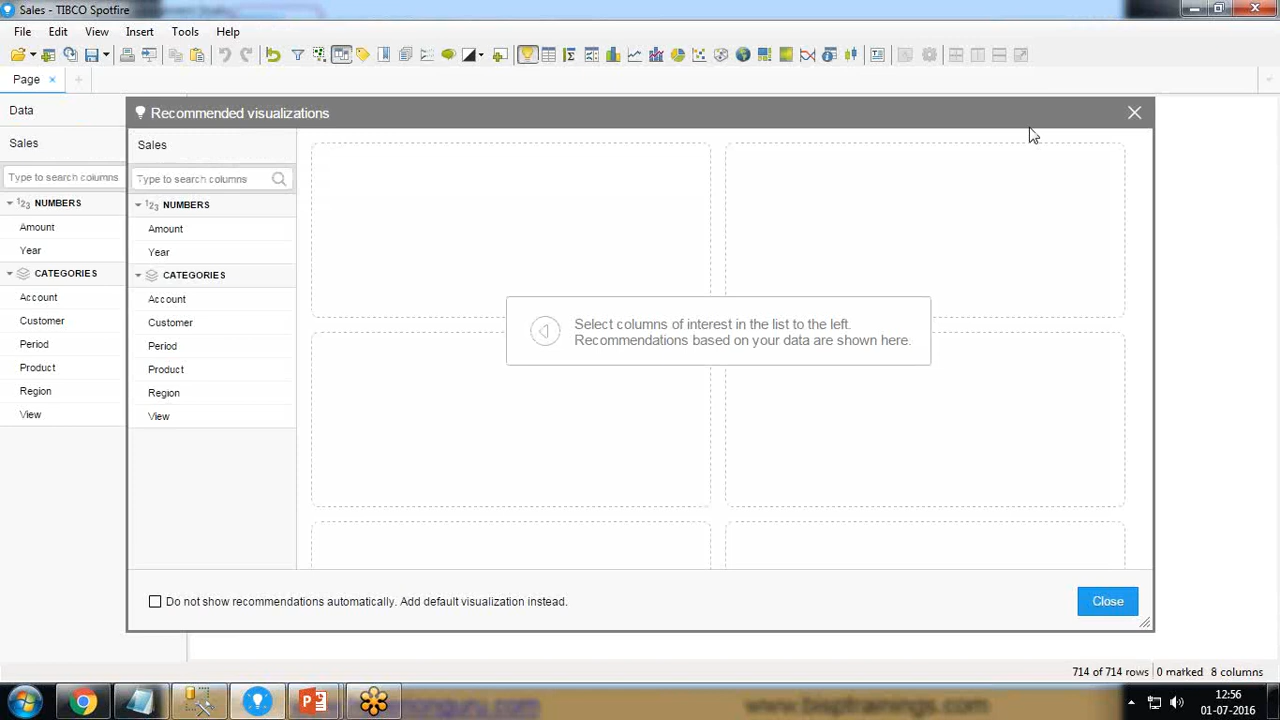 Sales - TIBCO Spotfire
File Edit View Insert Tools Help
Page
Data
Sales
Type to search columns
NUMBERS
Amount
Year
CATEGORIES
Account
Customer
Period
Product
Region
View
Recommended visualizations
Sales
Type to search columns
NUMBERS
Amount
Year
CATEGORIES
Account
Customer
Period
Product
Region
View
Select columns of interest in the list to the left.
Recommendations based on your data are shown here.
Do not show recommendations automatically. Add default visualization instead.
Close
714 of 714 rows 0 marked 8 columns
www.bisptrainings.com
12:56
01-07-2016